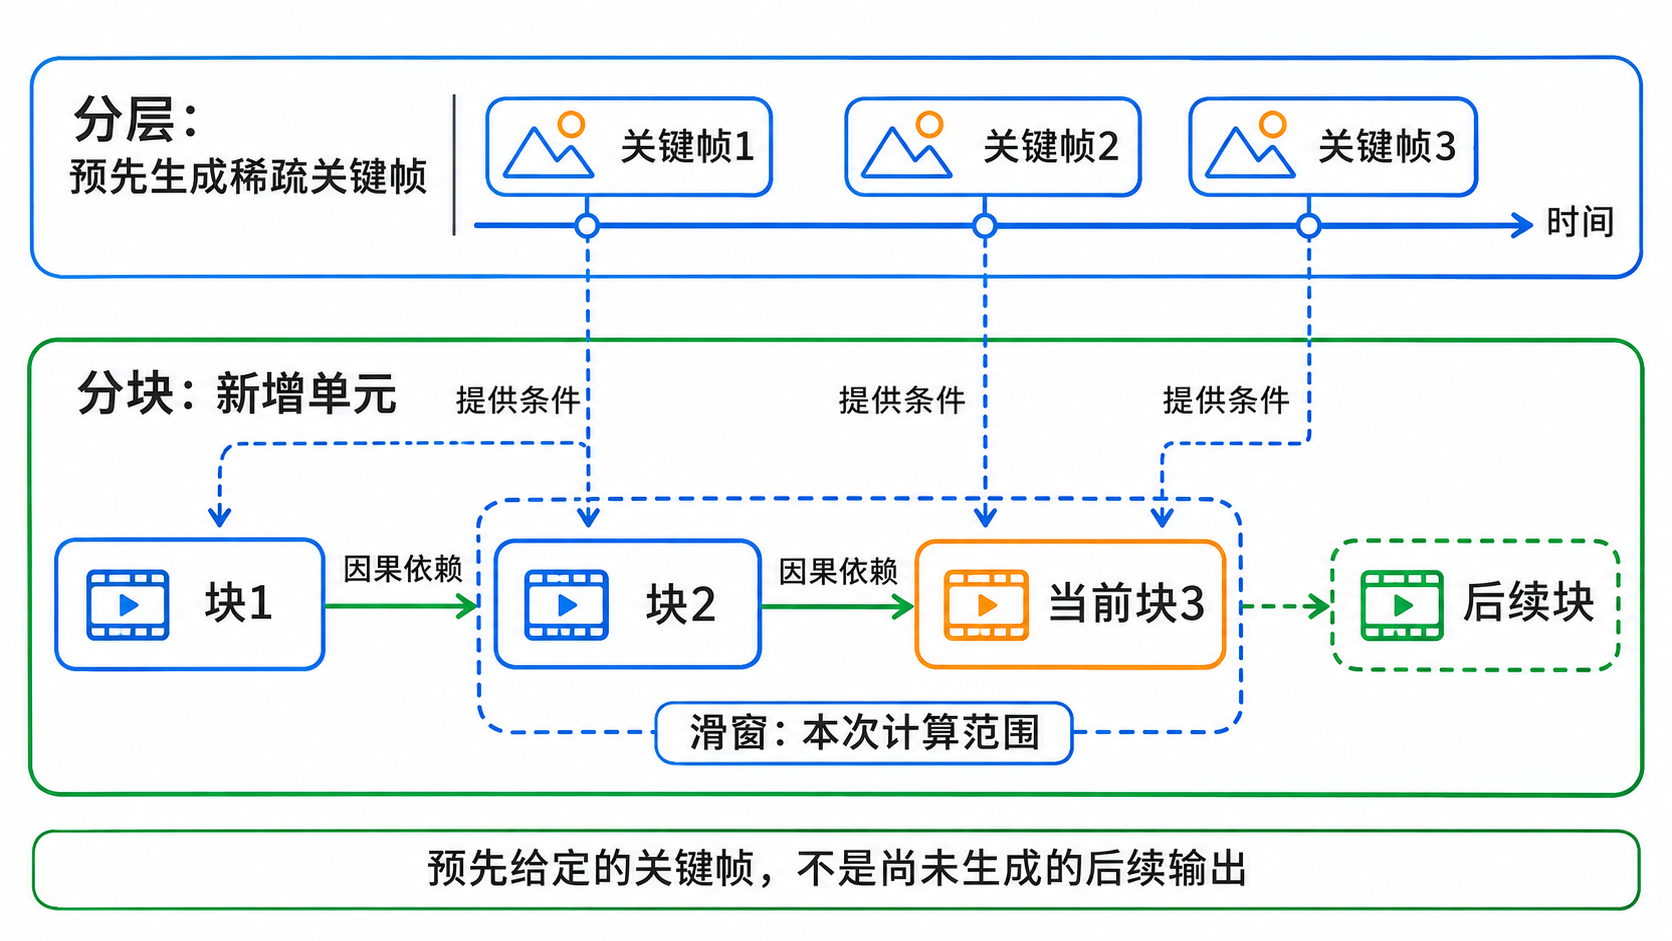 分层：
预先生成稀疏关键帧
关键帧1
关键帧2
关键帧3
时间
分块：新增单元
提供条件
提供条件
提供条件
块1
因果依赖
块2
因果依赖
当前块3
后续块
滑窗：本次计算范围
预先给定的关键帧，不是尚未生成的后续输出